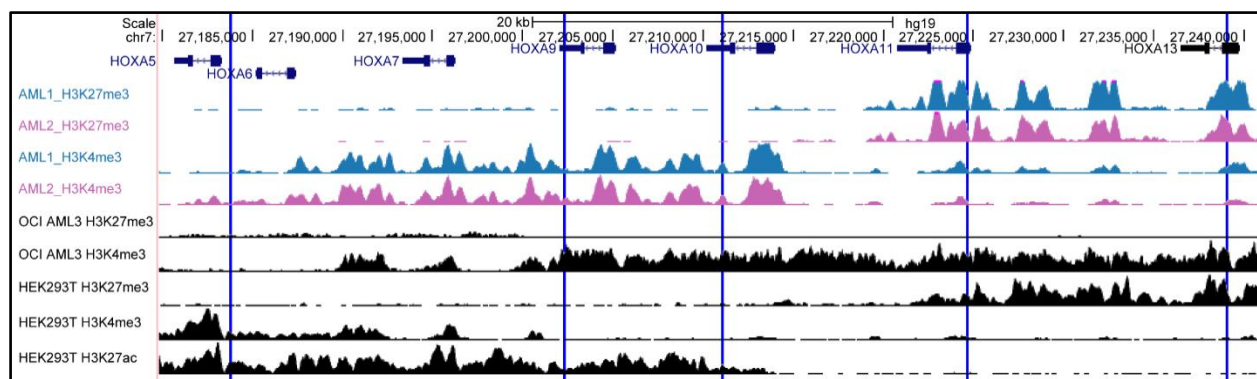 Scale 20 kb hg19
chr7: 27,185,000 27,190,000 27,195,000 27,200,000 27,205,000 27,210,000 27,215,000 27,220,000 27,225,000 27,230,000 27,235,000 27,240,000
HOXA5 HOXA7 HOXA9 HOXA10 HOXA11 HOXA13
HOXA6
AML1_H3K27me3
AML2_H3K27me3
AML1_H3K4me3
AML2_H3K4me3
OCI AML3 H3K27me3
OCI AML3 H3K4me3
HEK293T H3K27me3
HEK293T H3K4me3
HEK293T H3K27ac